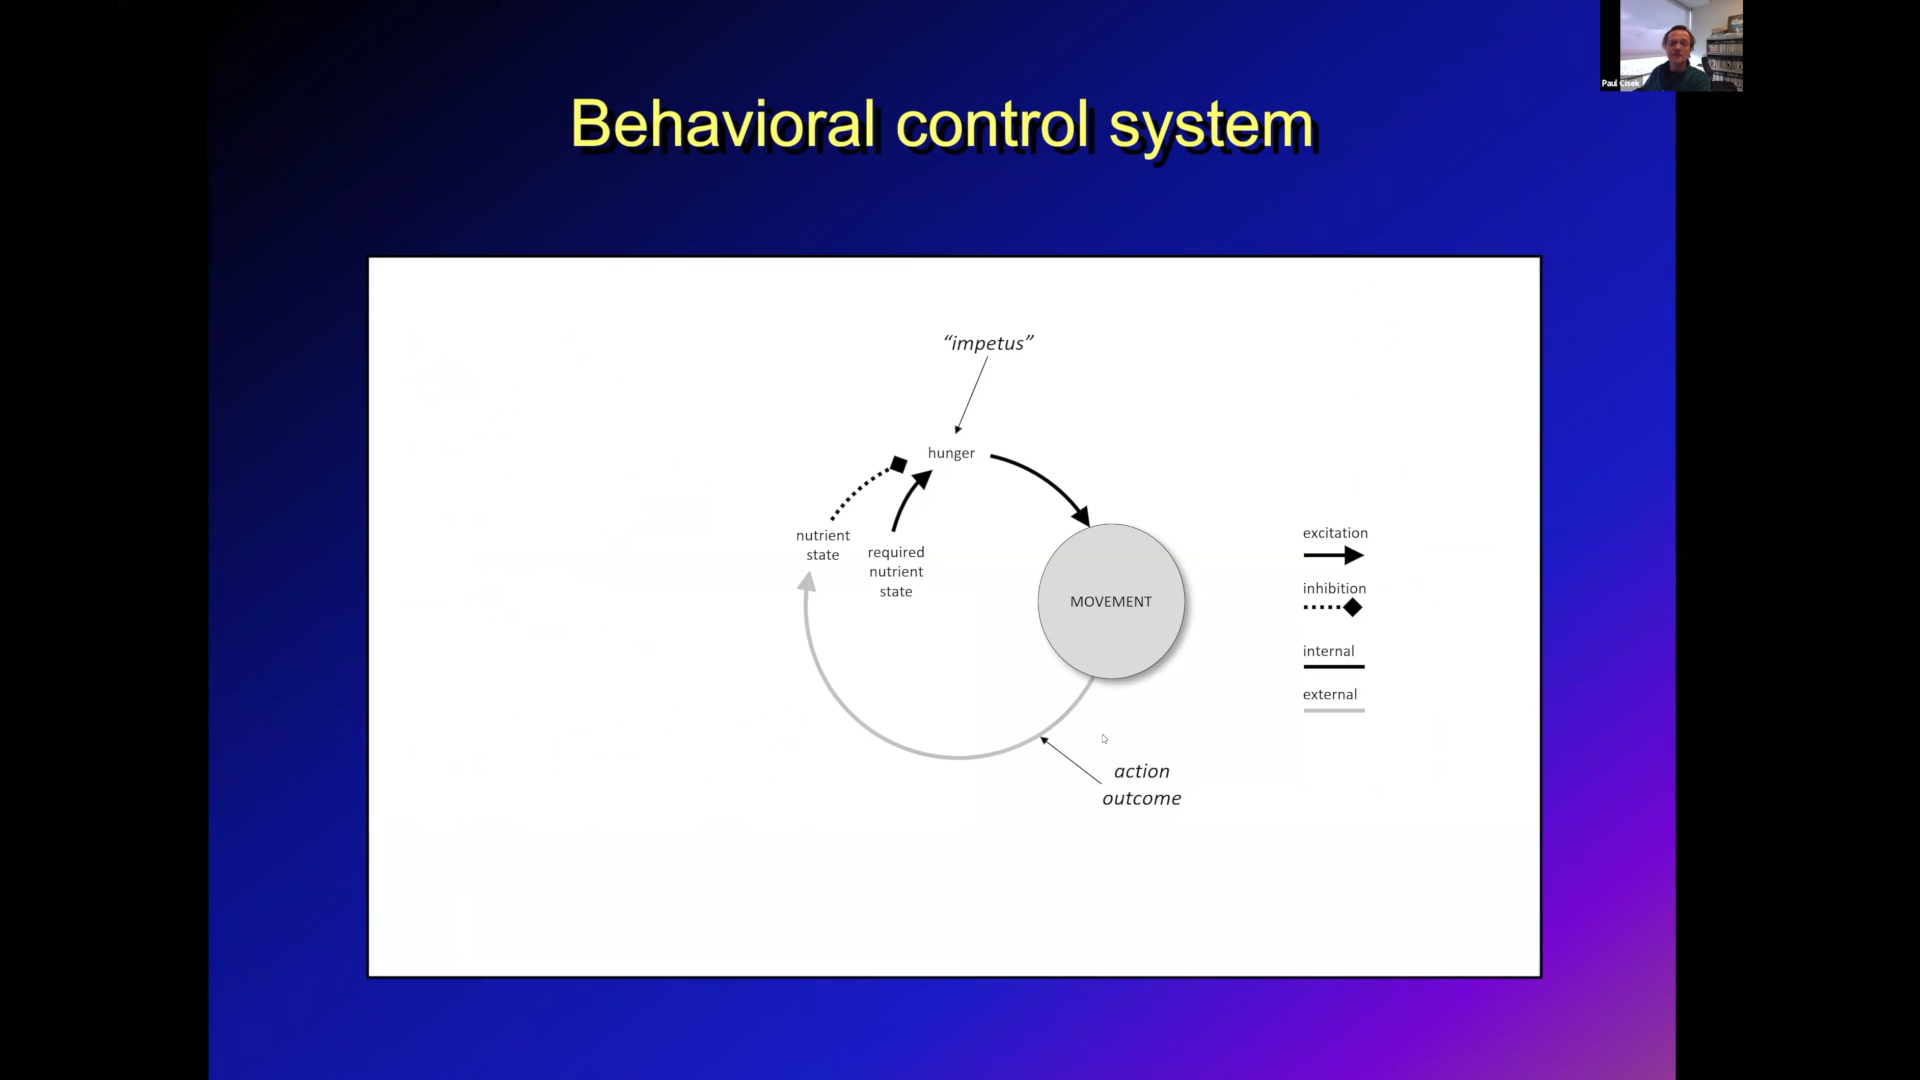 Paul Cisek
Behavioral control system
“impetus”
hunger
nutrient
state
required
nutrient
state
MOVEMENT
excitation
inhibition
internal
external
action
outcome